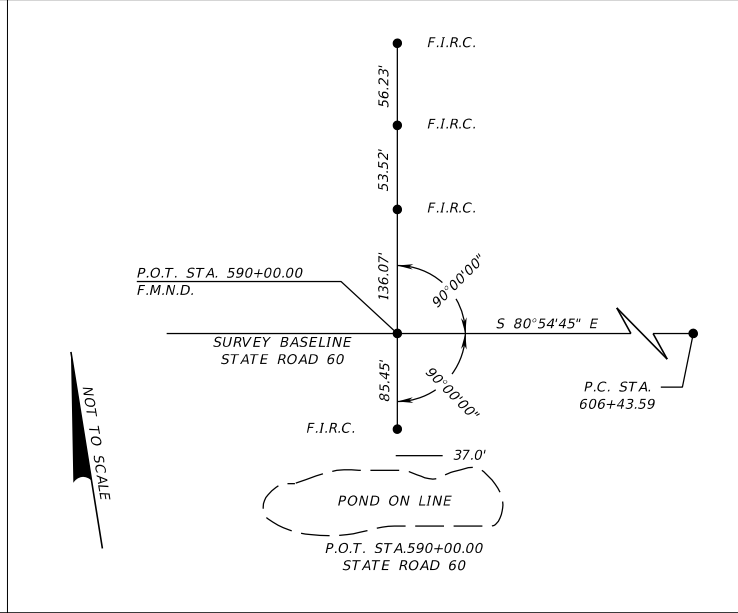 F.I.R.C.
56.23'
F.I.R.C.
53.52'
F.I.R.C.
136.07'
90°00'00"
P.O.T. STA. 590+00.00
F.M.N.D.
S 80°54'45" E
SURVEY BASELINE
STATE ROAD 60
85.45'
90°00'00"
P.C. STA.
606+43.59
NOT TO SCALE
F.I.R.C.
37.0'
POND ON LINE
P.O.T. STA.590+00.00
STATE ROAD 60